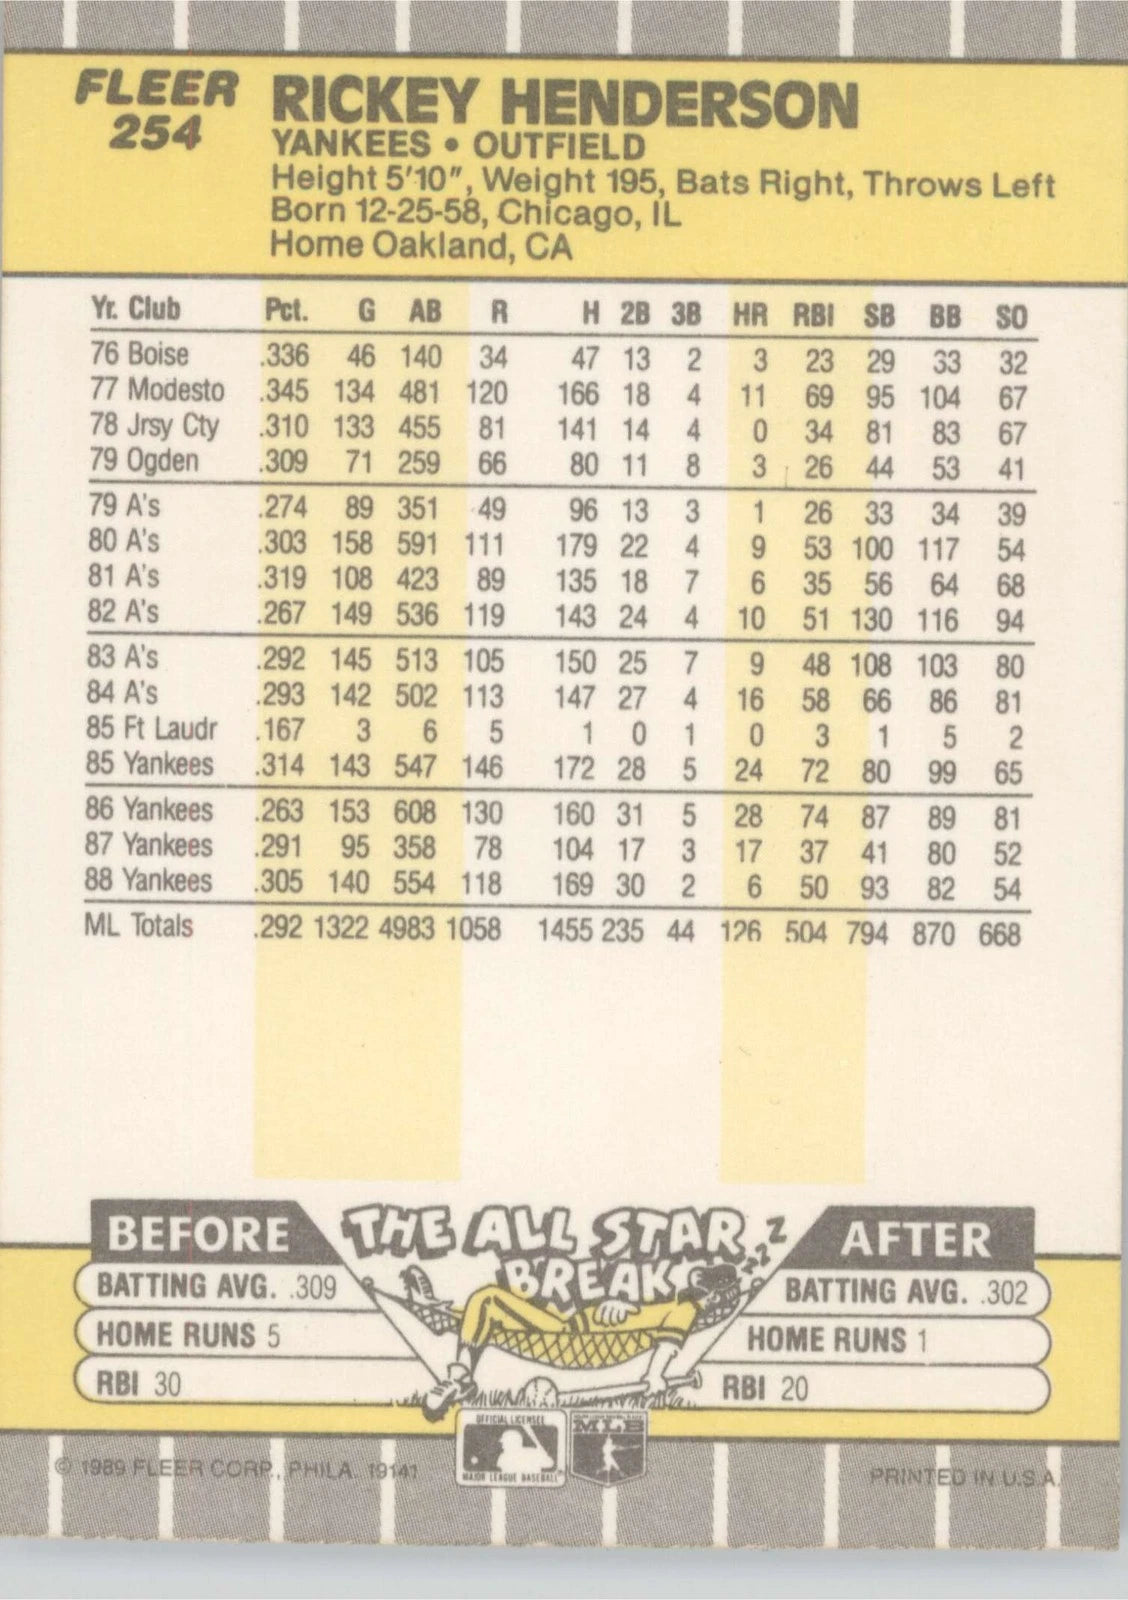 FLEER
254
RICKEY HENDERSON
YANKEES • OUTFIELD
Height 5'10", Weight 195, Bats Right, Throws Left
Born 12-25-58, Chicago, IL
Home Oakland, CA
Yr. Club Pct. G AB R H 2B 3B HR RBI SB BB SO
76 Boise .336 46 140 34 47 13 2 3 23 29 33 32
77 Modesto .345 134 481 120 166 18 4 11 69 95 104 67
78 Jrsy Cty .310 133 455 81 141 14 4 0 34 81 83 67
79 Ogden .309 71 259 66 80 11 8 3 26 44 53 41
79 A's .274 89 351 49 96 13 3 1 26 33 34 39
80 A's .303 158 591 111 179 22 4 9 53 100 117 54
81 A's .319 108 423 89 135 18 7 6 35 56 64 68
82 A's .267 149 536 119 143 24 4 10 51 130 116 94
83 A's .292 145 513 105 150 25 7 9 48 108 103 80
84 A's .293 142 502 113 147 27 4 16 58 66 86 81
85 Ft Laudr .167 3 6 5 1 0 1 0 3 1 5 2
85 Yankees .314 143 547 146 172 28 5 24 72 80 99 65
86 Yankees .263 153 608 130 160 31 5 28 74 87 89 81
87 Yankees .291 95 358 78 104 17 3 17 37 41 80 52
88 Yankees .305 140 554 118 169 30 2 6 50 93 82 54
ML Totals .292 1322 4983 1058 1455 235 44 126 504 794 870 668
BEFORE
THE ALL STAR
BREAK
ZZZZ
AFTER
BATTING AVG. .309
HOME RUNS 5
RBI 30
BATTING AVG. .302
HOME RUNS 1
RBI 20
OFFICIAL LICENSEE
MAJOR LEAGUE BASEBALL
MLB
© 1989 FLEER CORP., PHILA. 19141
PRINTED IN U.S.A.